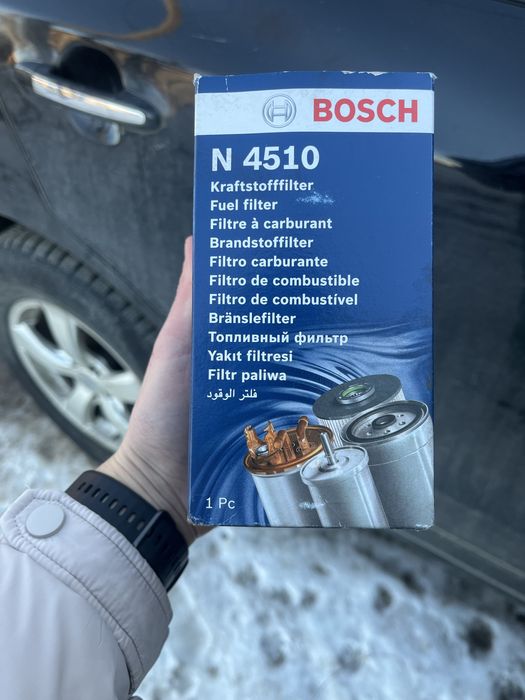 BOSCH
N 4510
Kraftstofffilter
Fuel filter
Filtre à carburant
Brandstoffilter
Filtro carburante
Filtro de combustible
Filtro de combustível
Bränslefilter
Топливный фильтр
Yakıt filtresi
Filtr paliwa
فلتر الوقود
1 Pc